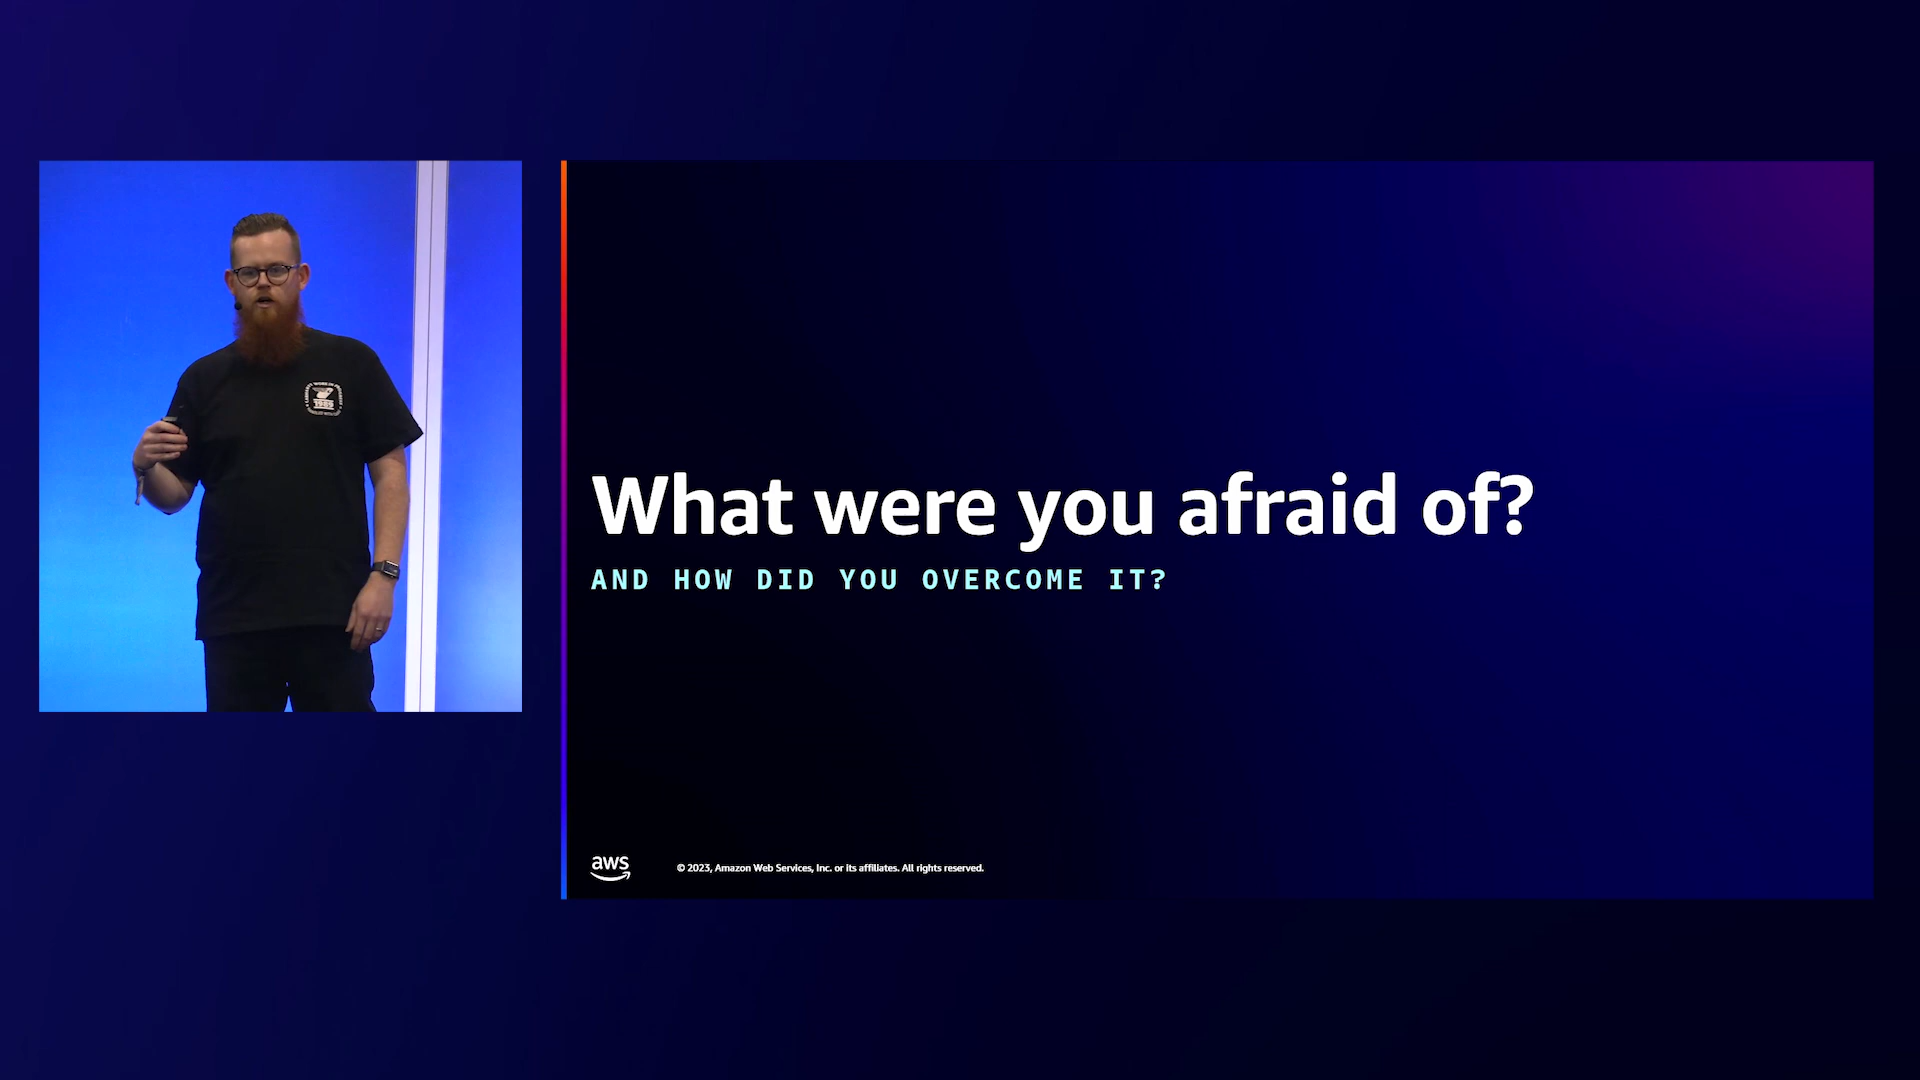 What were you afraid of?
AND HOW DID YOU OVERCOME IT?
aws
© 2023, Amazon Web Services, Inc. or its affiliates. All rights reserved.
1989